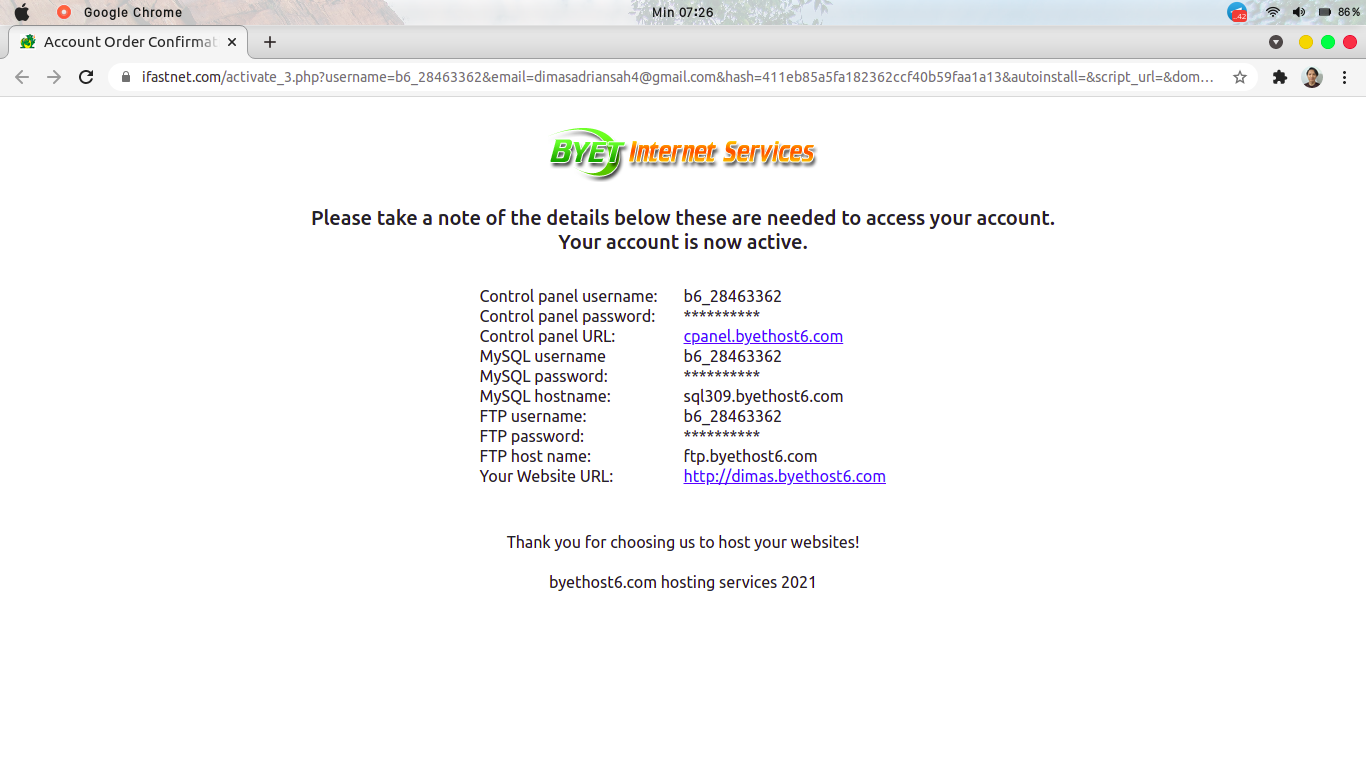 Google Chrome
Min 07:26
42
86%
Account Order Confirmat
ifastnet.com/activate_3.php?username=b6_28463362&email=dimasadriansah4@gmail.com&hash=411eb85a5fa182362ccf40b59faa1a13&autoinstall=&script_url=&dom...
BYET Internet Services
Please take a note of the details below these are needed to access your account.
Your account is now active.
Control panel username: b6_28463362
Control panel password: **********
Control panel URL: cpanel.byethost6.com
MySQL username b6_28463362
MySQL password: **********
MySQL hostname: sql309.byethost6.com
FTP username: b6_28463362
FTP password: **********
FTP host name: ftp.byethost6.com
Your Website URL: http://dimas.byethost6.com
Thank you for choosing us to host your websites!
byethost6.com hosting services 2021